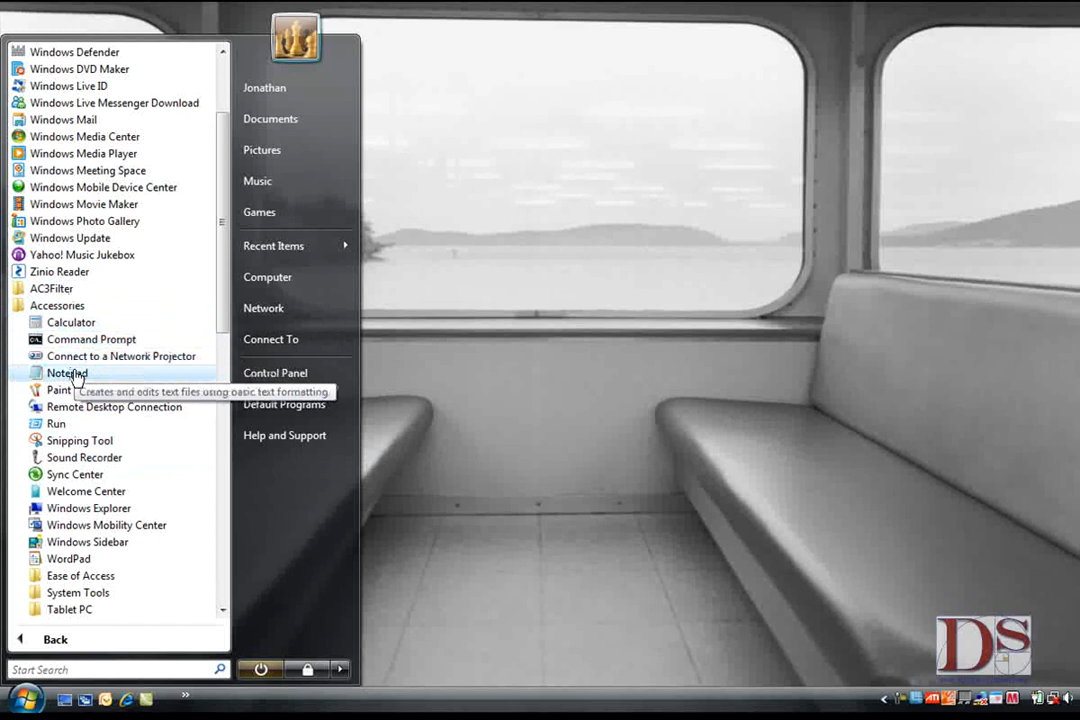 Windows Defender
Windows DVD Maker
Windows Live ID
Windows Live Messenger Download
Windows Mail
Windows Media Center
Windows Media Player
Windows Meeting Space
Windows Mobile Device Center
Windows Movie Maker
Windows Photo Gallery
Windows Update
Yahoo! Music Jukebox
Zinio Reader
AC3Filter
Accessories
Calculator
Command Prompt
Connect to a Network Projector
Notepad
Paint
Creates and edits text files using basic text formatting.
Remote Desktop Connection
Run
Snipping Tool
Sound Recorder
Sync Center
Welcome Center
Windows Explorer
Windows Mobility Center
Windows Sidebar
WordPad
Ease of Access
System Tools
Tablet PC
Back
Start Search
Jonathan
Documents
Pictures
Music
Games
Recent Items
Computer
Network
Connect To
Control Panel
Default Programs
Help and Support
DS